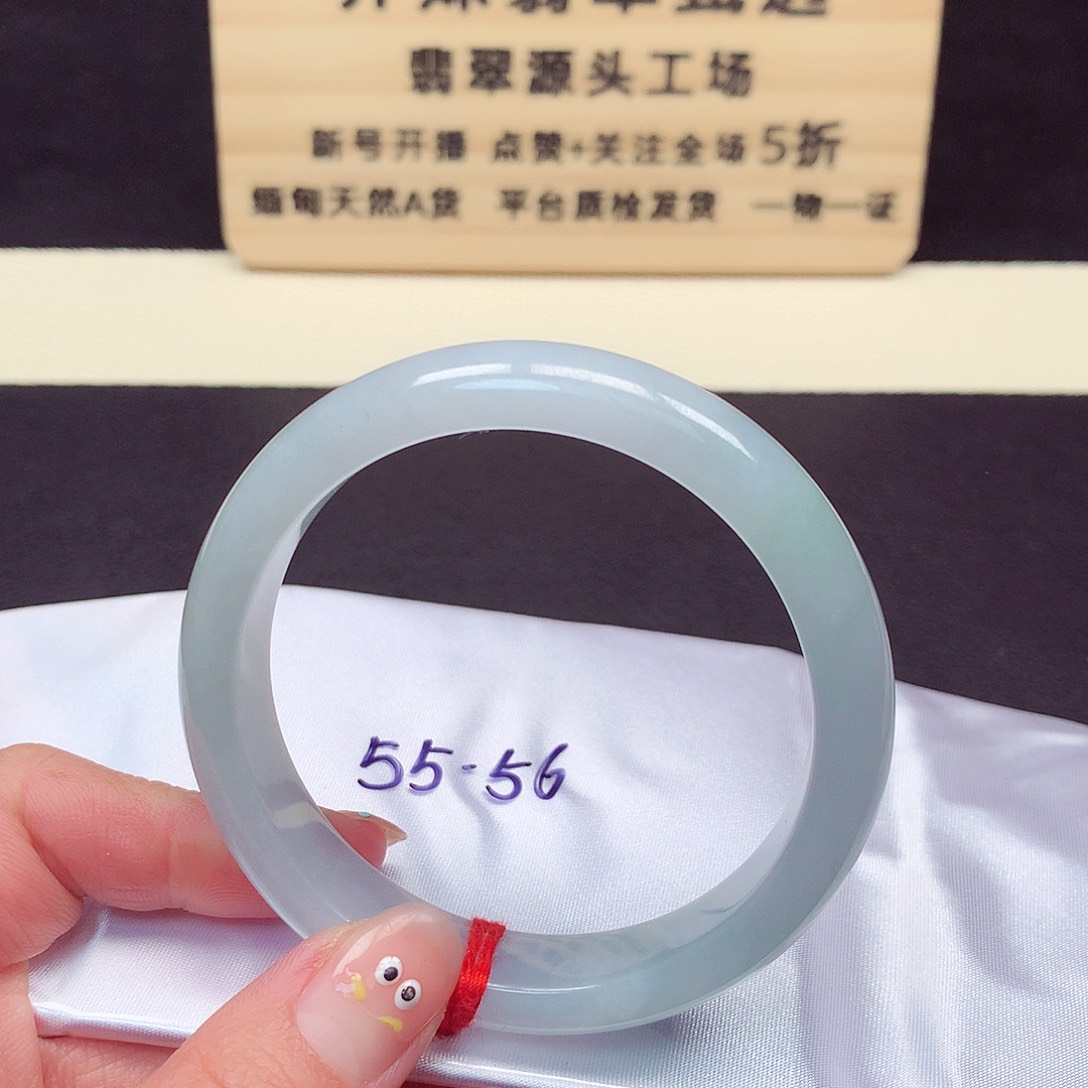 翡翠源头工场
新号开播 点赞+关注全场5折
缅甸天然A货 平台质检发货 一物一证
55-56